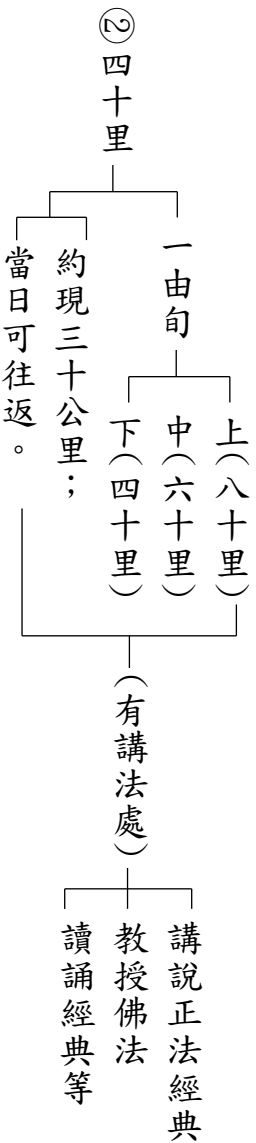 ②四十里
一由旬
上(八十里)
中(六十里)
下(四十里)
約現三十公里；
當日可往返。
(有講法處)
講說正法經典
教授佛法
讀誦經典等